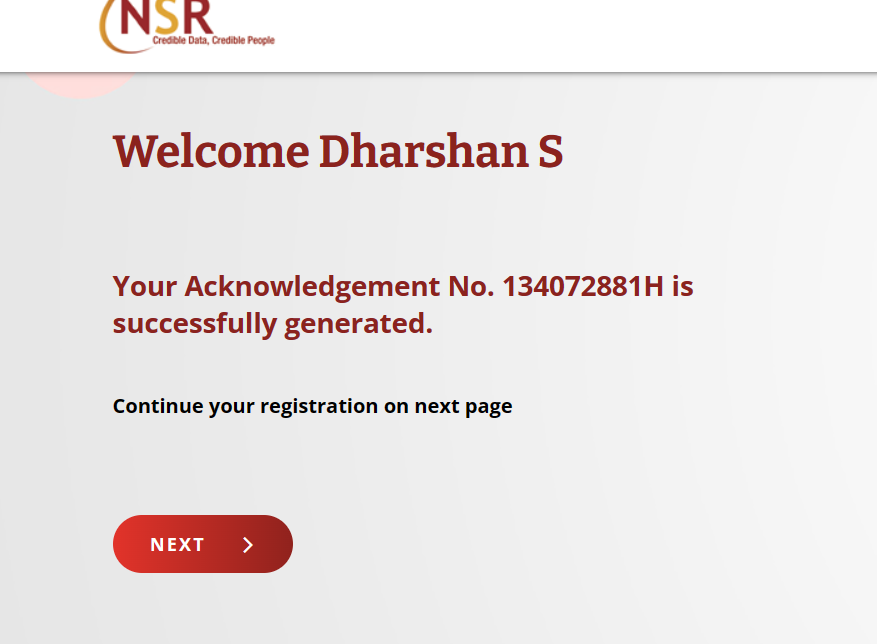 NSR
Credible Data, Credible People
Welcome Dharshan S
Your Acknowledgement No. 134072881H is
successfully generated.
Continue your registration on next page
NEXT